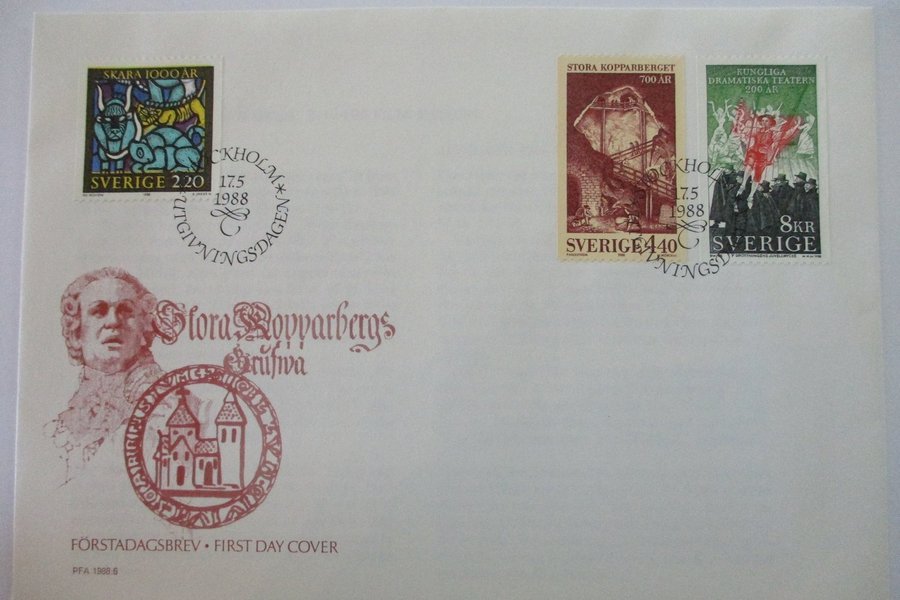 SKARA 1000 ÅR
SVERIGE 2.20
STOCKHOLM
17.5
1988
UTGIVNINGSDAGEN
STORA KOPPARBERGET
700 ÅR
SVERIGE 4.40
KUNGLIGA
DRAMATISKA TEATERN
200 ÅR
8KR
SVERIGE
STOCKHOLM
17.5
1988
UTGIVNINGSD
Stora Kopparbergs
Grufwa
FÖRSTADAGSBREV • FIRST DAY COVER
PFA 1988:6